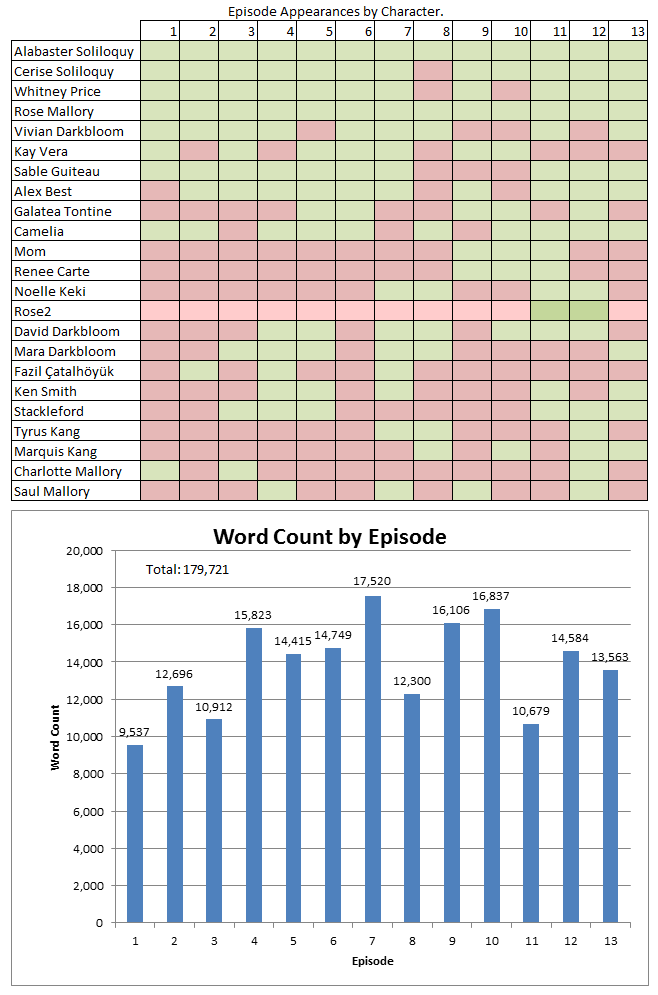 Episode Appearances by Character.
1 2 3 4 5 6 7 8 9 10 11 12 13
Alabaster Soliloquy
Cerise Soliloquy
Whitney Price
Rose Mallory
Vivian Darkbloom
Kay Vera
Sable Guiteau
Alex Best
Galatea Tontine
Camelia
Mom
Renee Carte
Noelle Keki
Rose2
David Darkbloom
Mara Darkbloom
Fazil Çatalhöyük
Ken Smith
Stackleford
Tyrus Kang
Marquis Kang
Charlotte Mallory
Saul Mallory
Word Count by Episode
Total: 179,721
20,000
18,000
16,000
14,000
12,000
10,000
8,000
6,000
4,000
2,000
0
Word Count
9,537
12,696
10,912
15,823
14,415
14,749
17,520
12,300
16,106
16,837
10,679
14,584
13,563
1 2 3 4 5 6 7 8 9 10 11 12 13
Episode